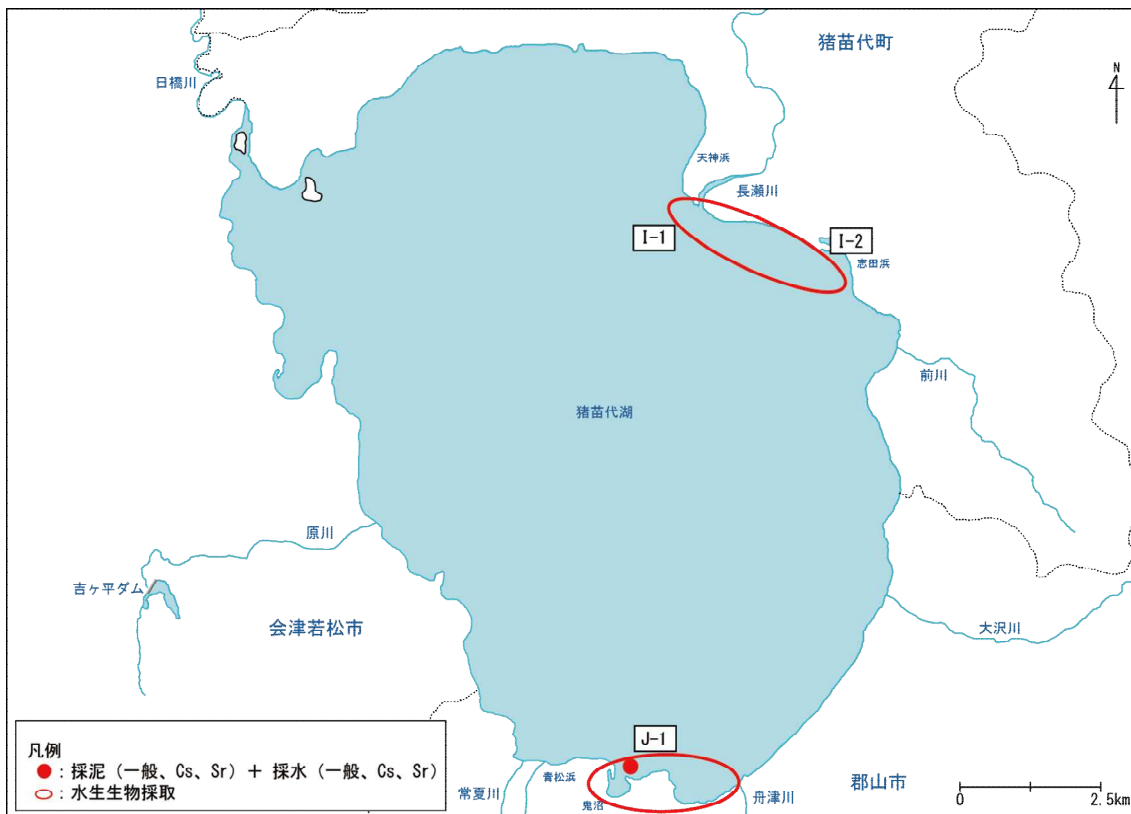 猪苗代町
日橋川
N
天神浜
長瀬川
I-1
I-2
志田浜
前川
猪苗代湖
原川
吉ヶ平ダム
会津若松市
大沢川
J-1
青松浜
常夏川
鬼沼
舟津川
郡山市
0 2.5km
凡例
：採泥（一般、Cs、Sr）＋ 採水（一般、Cs、Sr）
：水生生物採取